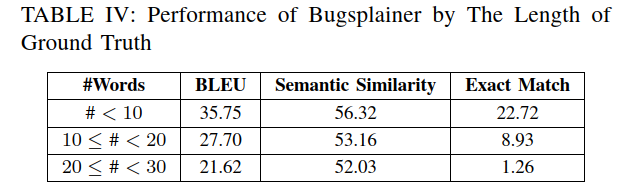 TABLE IV: Performance of Bugsplainer by The Length of
Ground Truth
#Words BLEU Semantic Similarity Exact Match
# < 10 35.75 56.32 22.72
10 ≤ # < 20 27.70 53.16 8.93
20 ≤ # < 30 21.62 52.03 1.26